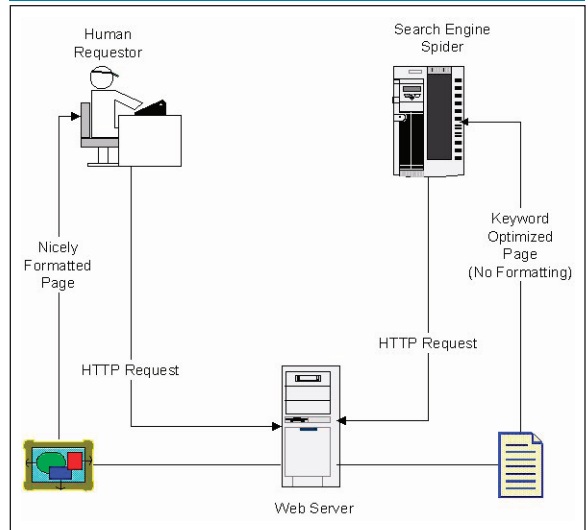 Human
Requestor
Search Engine
Spider
Nicely
Formatted
Page
Keyword
Optimized
Page
(No Formatting)
HTTP Request
HTTP Request
Web Server